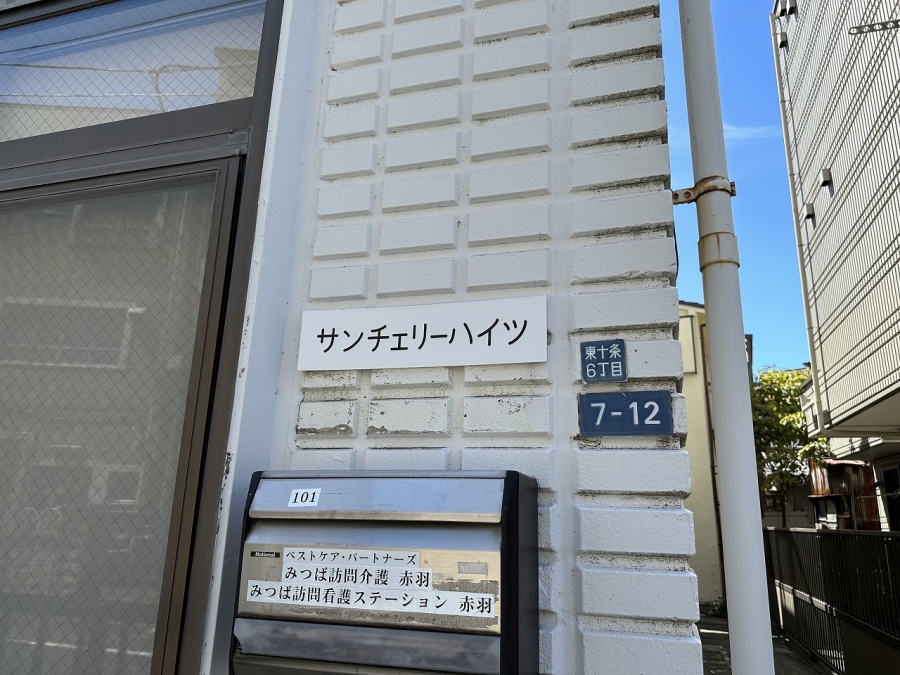 サンチェリーハイツ
東十条
6丁目
7-12
101
National
ベストケア・パートナーズ
みつば訪問介護 赤羽
みつば訪問看護ステーション 赤羽